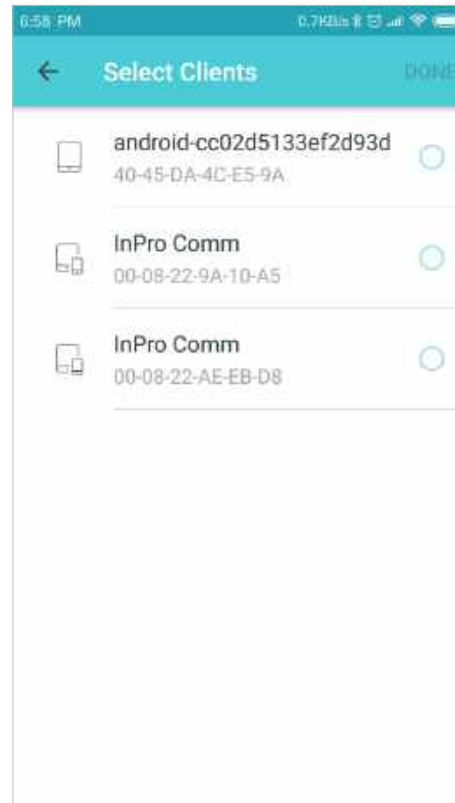 6:58 PM 0.7KB/s
Select Clients DONE
android-cc02d5133ef2d93d
40-45-DA-4C-E5-9A
InPro Comm
00-08-22-9A-10-A5
InPro Comm
00-08-22-AE-EB-D8